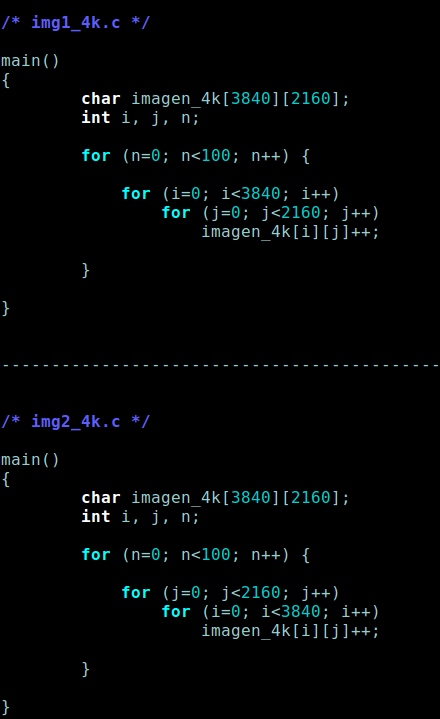 /* img1_4k.c */
main()
{
char imagen_4k[3840][2160];
int i, j, n;
for (n=0; n<100; n++) {
for (i=0; i<3840; i++)
for (j=0; j<2160; j++)
imagen_4k[i][j]++;
}
}
--------------------------------------------
/* img2_4k.c */
main()
{
char imagen_4k[3840][2160];
int i, j, n;
for (n=0; n<100; n++) {
for (j=0; j<2160; j++)
for (i=0; i<3840; i++)
imagen_4k[i][j]++;
}
}